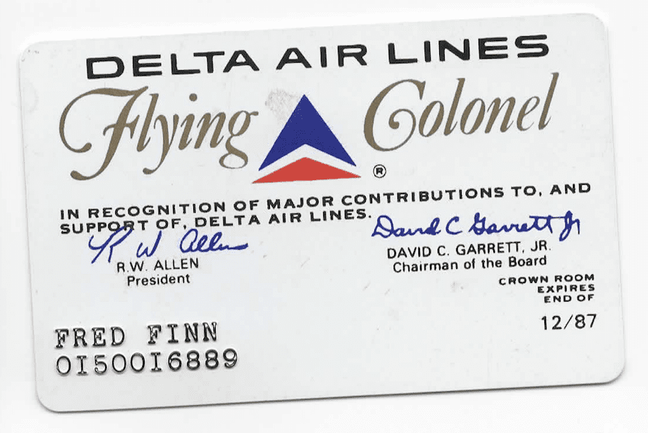 DELTA AIR LINES
Flying Colonel
®
IN RECOGNITION OF MAJOR CONTRIBUTIONS TO, AND
SUPPORT OF, DELTA AIR LINES.
R W Allen
David C Garrett Jr
R.W. ALLEN
President
DAVID C. GARRETT, JR.
Chairman of the Board
CROWN ROOM
EXPIRES
END OF
12/87
FRED FINN
0150016889